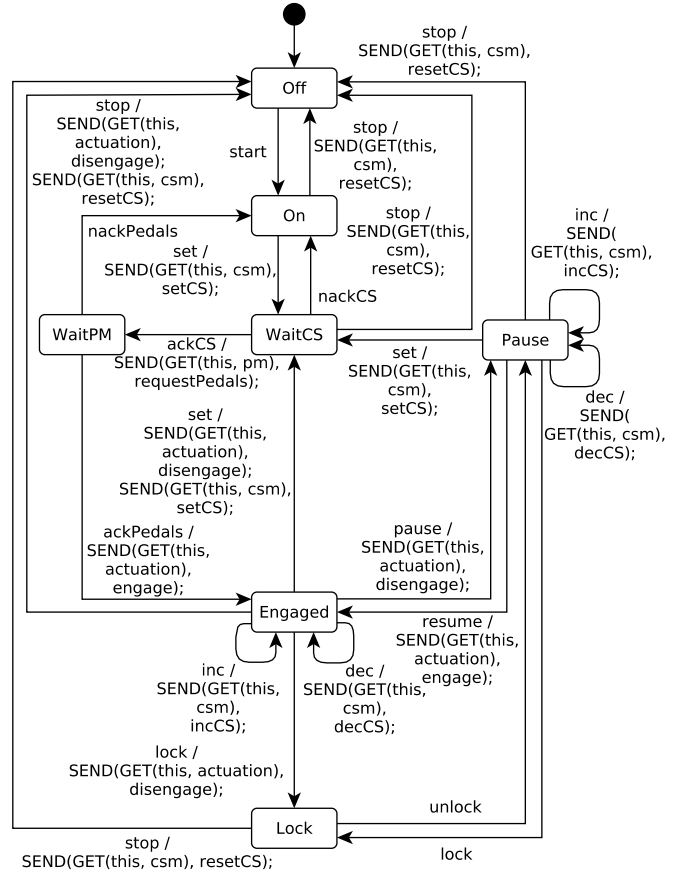 stop /
SEND(GET(this, csm),
resetCS);
Off
stop /
SEND(GET(this,
actuation),
disengage);
SEND(GET(this, csm),
resetCS);
start
stop /
SEND(GET(this,
csm),
resetCS);
On
nackPedals
set /
SEND(GET(this, csm),
setCS);
stop /
SEND(GET(this,
csm),
resetCS);
nackCS
inc /
SEND(
GET(this, csm),
incCS);
WaitPM
WaitCS
Pause
ackCS /
SEND(GET(this, pm),
requestPedals);
set /
SEND(GET(this,
csm),
setCS);
dec /
SEND(
GET(this, csm),
decCS);
set /
SEND(GET(this,
actuation),
disengage);
SEND(GET(this, csm),
setCS);
ackPedals /
SEND(GET(this,
actuation),
engage);
pause /
SEND(GET(this,
actuation),
disengage);
Engaged
resume /
SEND(GET(this,
actuation),
engage);
inc /
SEND(GET(this,
csm),
incCS);
dec /
SEND(GET(this,
csm),
decCS);
lock /
SEND(GET(this, actuation),
disengage);
Lock
unlock
lock
stop /
SEND(GET(this, csm), resetCS);